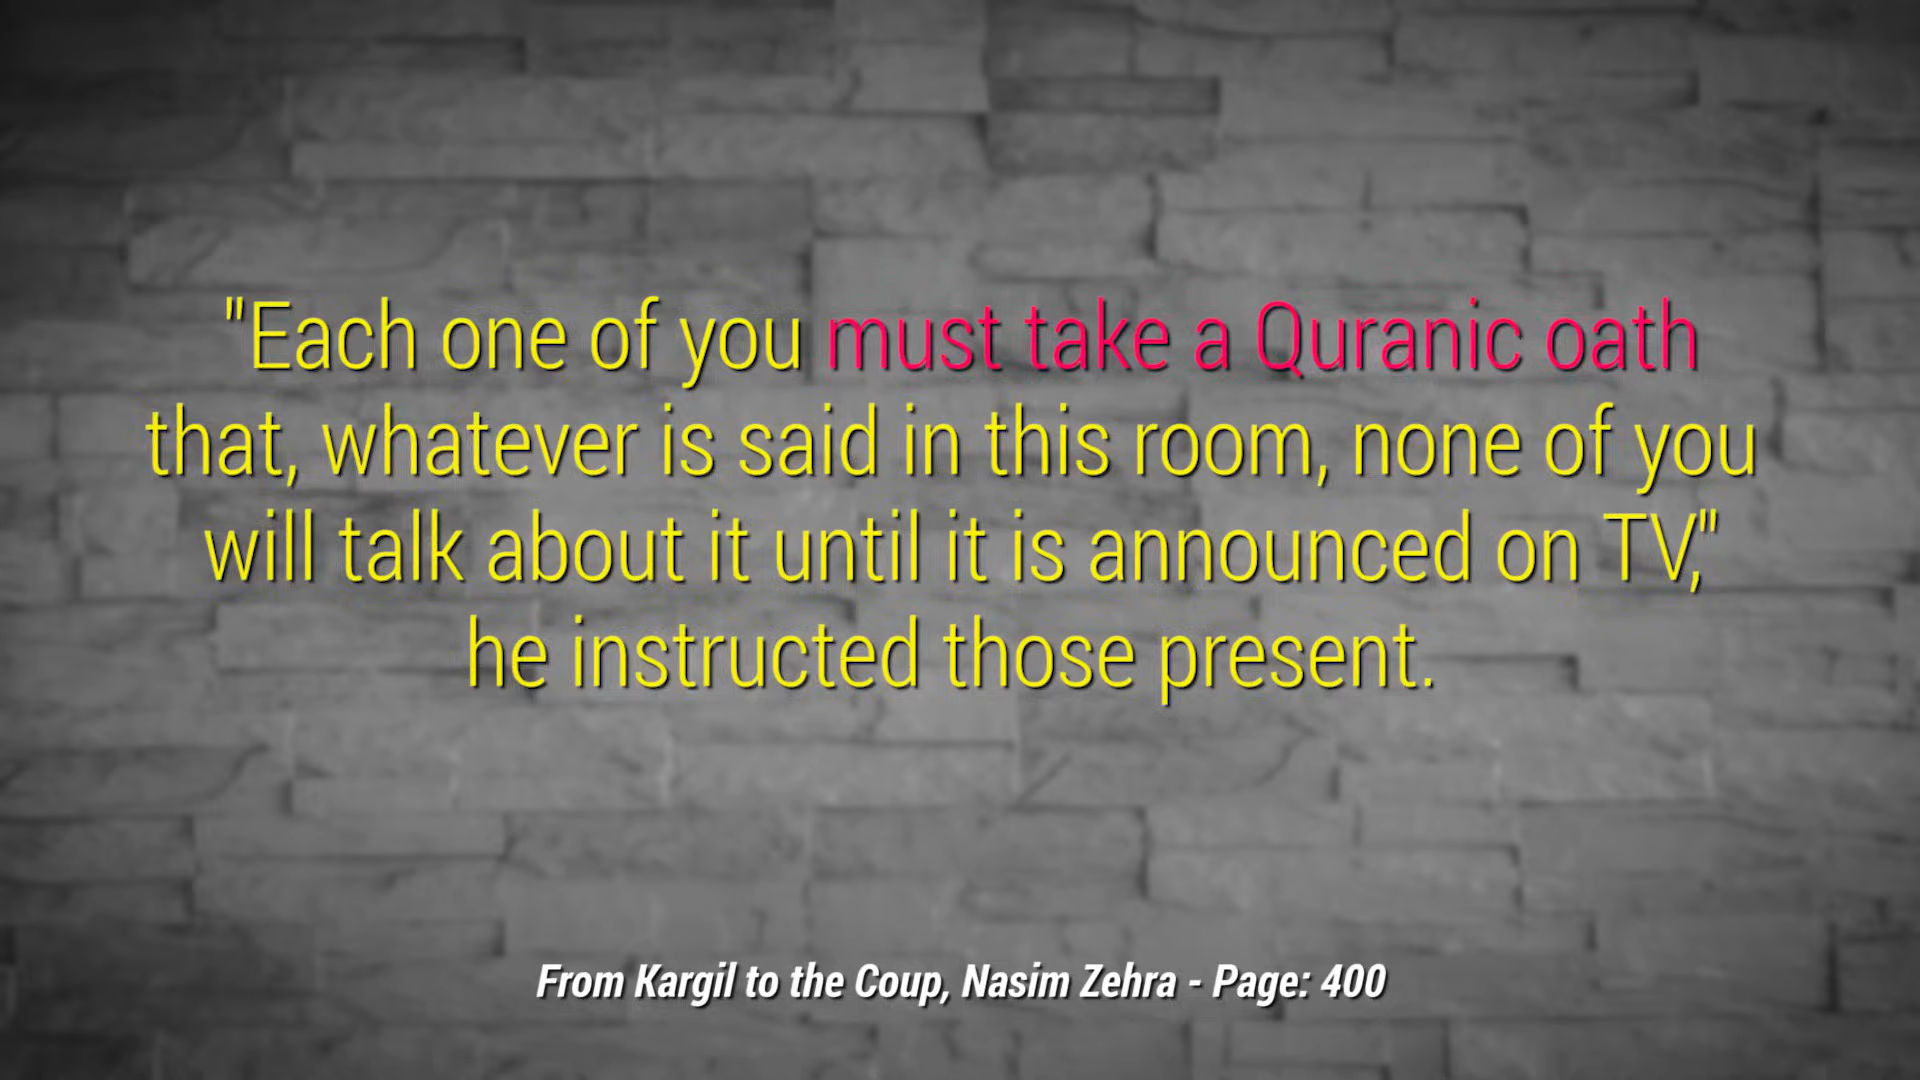 "Each one of you must take a Quranic oath
that, whatever is said in this room, none of you
will talk about it until it is announced on TV,"
he instructed those present.
From Kargil to the Coup, Nasim Zehra - Page: 400